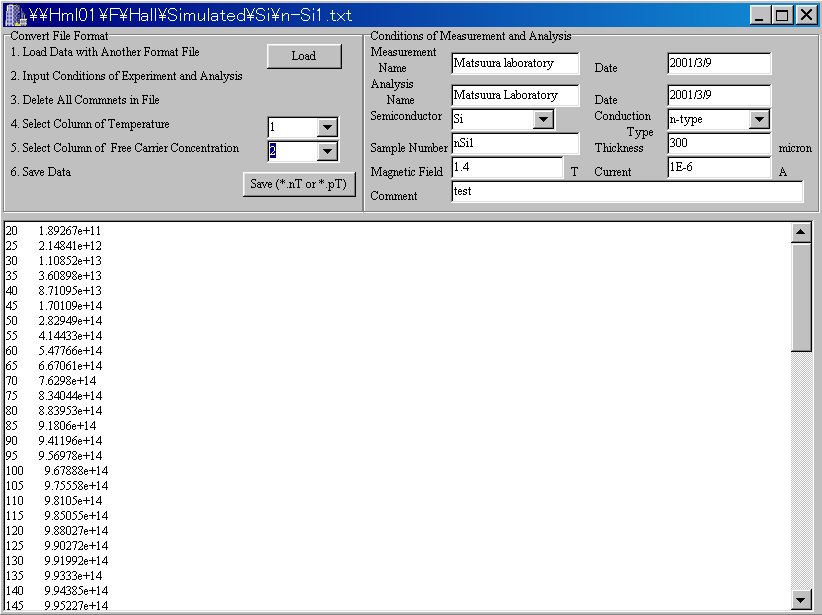 ¥¥Hml01¥F¥Hall¥Simulated¥Si¥n-Si1.txt
Convert File Format
1. Load Data with Another Format File
Load
2. Input Conditions of Experiment and Analysis
3. Delete All Commnets in File
4. Select Column of Temperature
1
5. Select Column of Free Carrier Concentration
2
6. Save Data
Save (*.nT or *.pT)
Conditions of Measurement and Analysis
Measurement Name
Matsuura laboratory
Date
2001/3/9
Analysis Name
Matsuura Laboratory
Date
2001/3/9
Semiconductor
Si
Conduction Type
n-type
Sample Number
nSi1
Thickness
300
micron
Magnetic Field
1.4
T
Current
1E-6
A
Comment
test
20 1.89267e+11
25 2.14841e+12
30 1.10852e+13
35 3.60898e+13
40 8.71095e+13
45 1.70109e+14
50 2.82949e+14
55 4.14433e+14
60 5.47766e+14
65 6.67061e+14
70 7.6298e+14
75 8.34044e+14
80 8.83953e+14
85 9.1806e+14
90 9.41196e+14
95 9.56978e+14
100 9.67888e+14
105 9.75558e+14
110 9.8105e+14
115 9.85055e+14
120 9.88027e+14
125 9.90272e+14
130 9.91992e+14
135 9.9333e+14
140 9.94385e+14
145 9.95227e+14